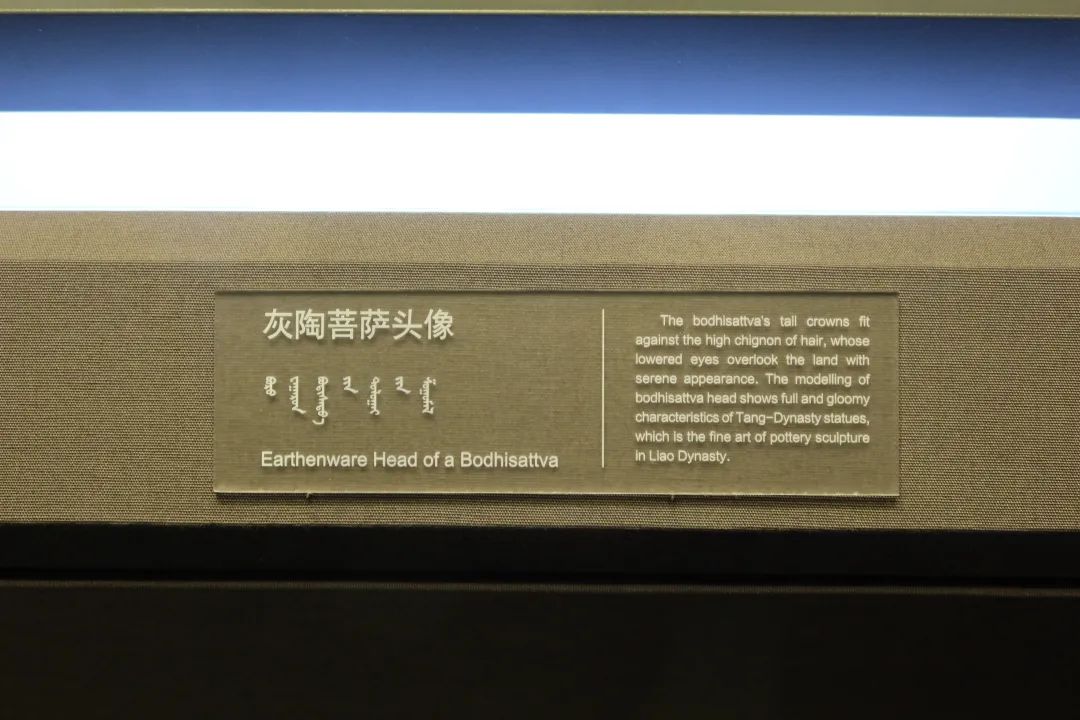 灰陶菩萨头像
Earthenware Head of a Bodhisattva
The bodhisattva's tall crowns fit
against the high chignon of hair, whose
lowered eyes overlook the land with
serene appearance. The modelling of
bodhisattva head shows full and gloomy
characteristics of Tang-Dynasty statues,
which is the fine art of pottery sculpture
in Liao Dynasty.